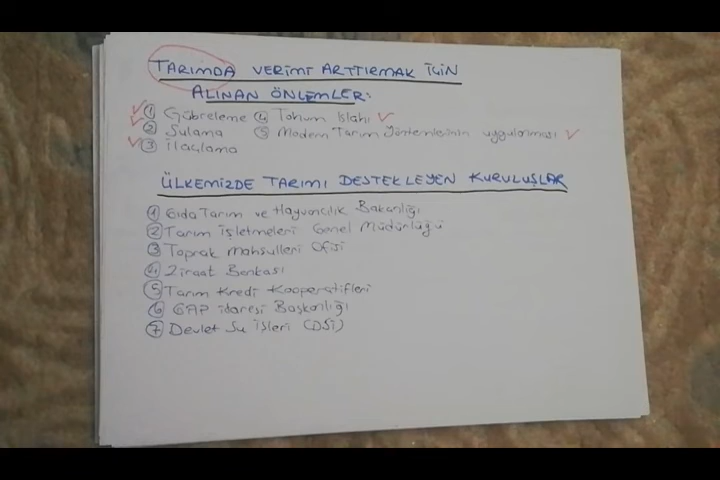 TARIMDA VERİMİ ARTTIRMAK İÇİN
ALINAN ÖNLEMLER:
① Gübreleme ④ Tohum Islahı
② Sulama ⑤ Modern Tarım Yöntemlerinin uygulanması
③ İlaçlama
ÜLKEMİZDE TARIMI DESTEKLEYEN KURULUŞLAR
① Gıda Tarım ve Hayvancılık Bakanlığı
② Tarım İşletmeleri Genel Müdürlüğü
③ Toprak Mahsulleri Ofisi
④ Ziraat Bankası
⑤ Tarım Kredi Kooperatifleri
⑥ GAP idaresi Başkanlığı
⑦ Devlet Su İşleri (DSİ)